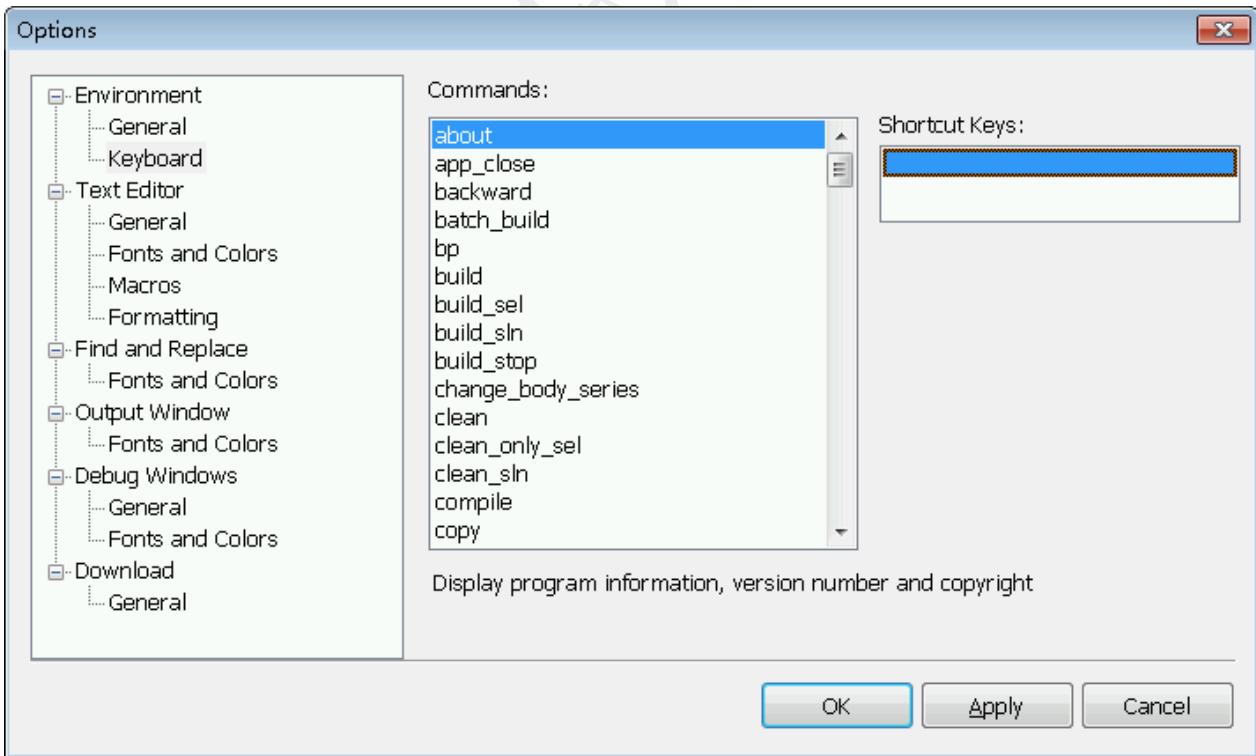 Options
Environment
General
Keyboard
Text Editor
General
Fonts and Colors
Macros
Formatting
Find and Replace
Fonts and Colors
Output Window
Fonts and Colors
Debug Windows
General
Fonts and Colors
Download
General
Commands:
about
app_close
backward
batch_build
bp
build
build_sel
build_sln
build_stop
change_body_series
clean
clean_only_sel
clean_sln
compile
copy
Shortcut Keys:
Display program information, version number and copyright
OK
Apply
Cancel